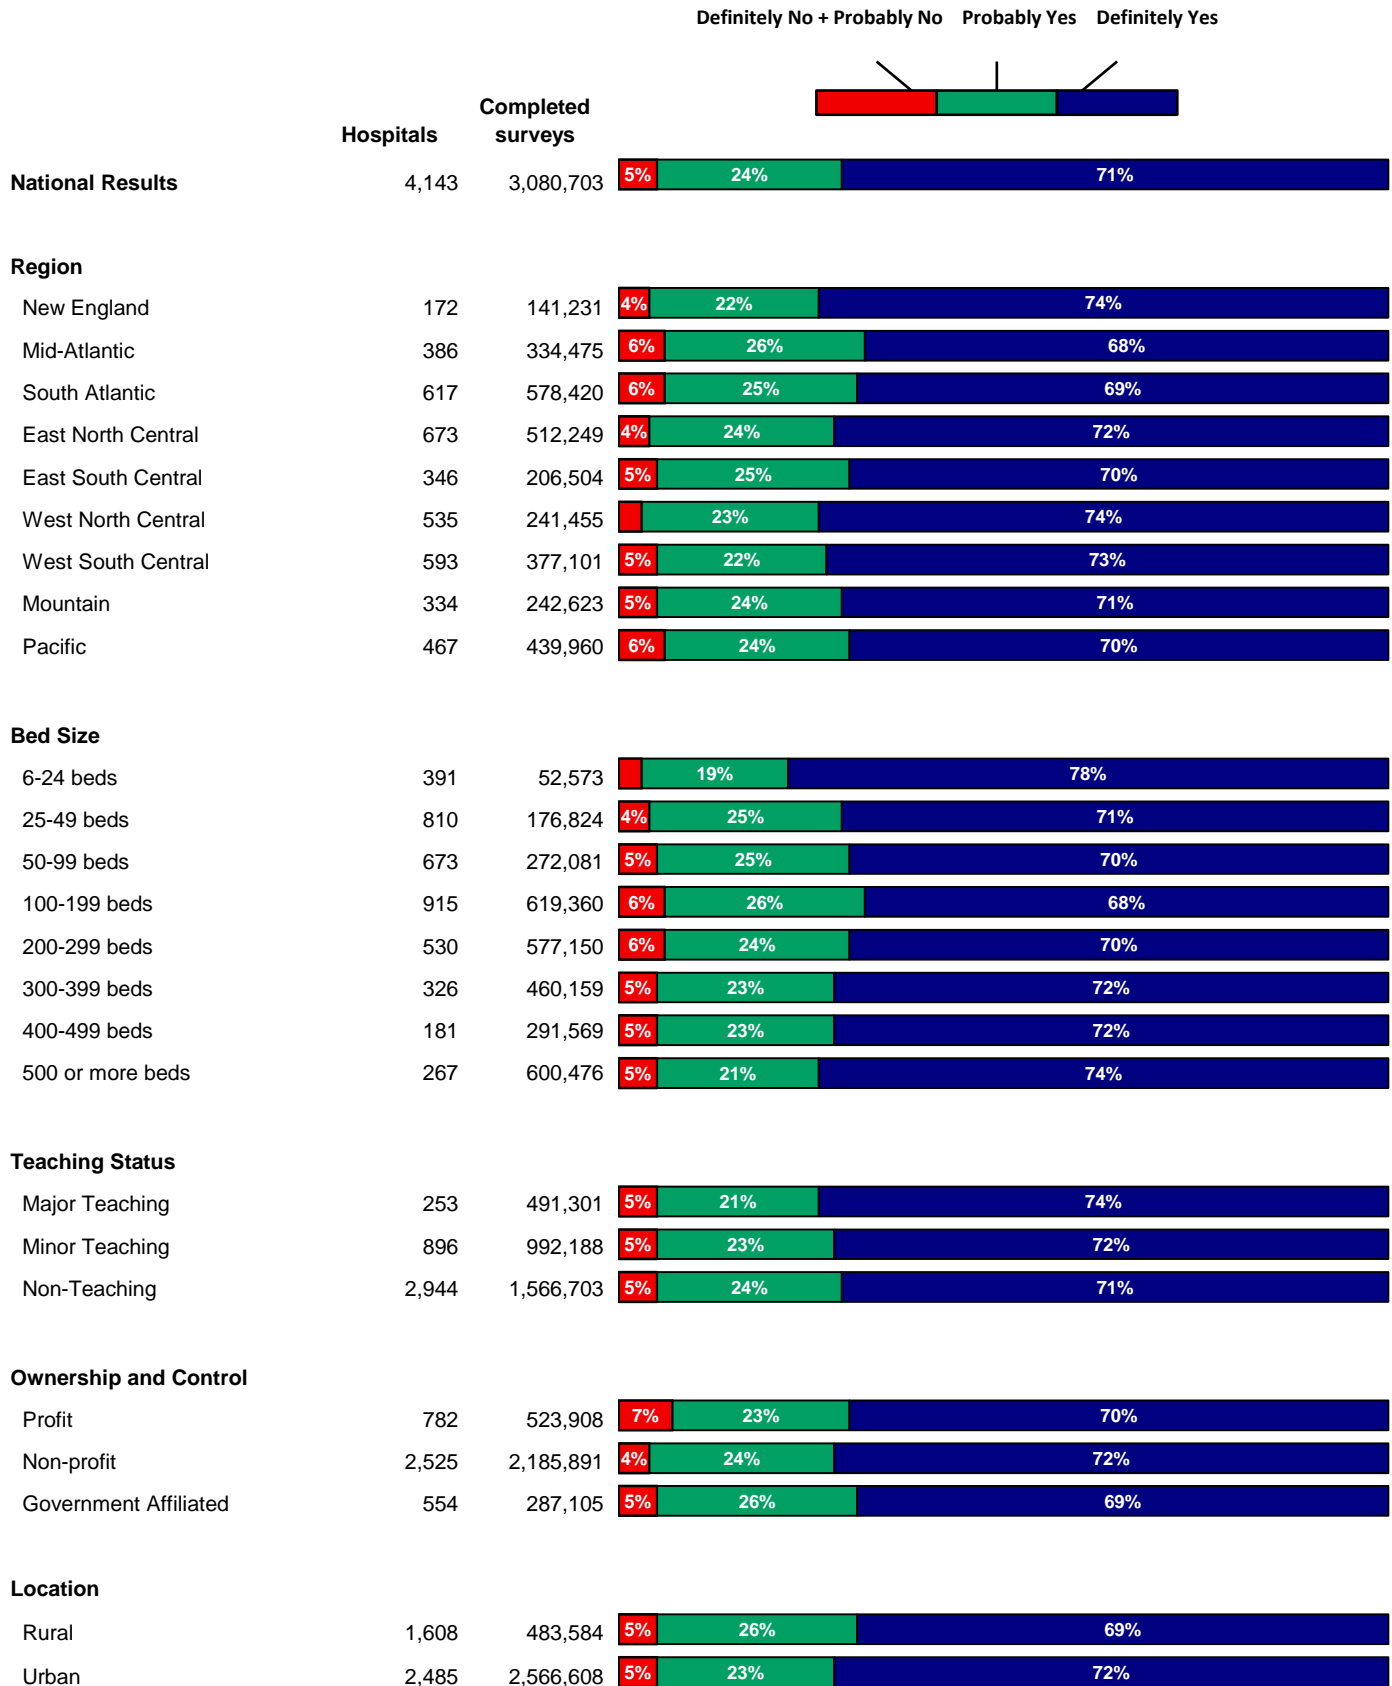 Definitely No + Probably No Probably Yes Definitely Yes
Completed
Hospitals surveys
National Results 4,143 3,080,703 5% 24% 71%
Region
New England 172 141,231 4% 22% 74%
Mid-Atlantic 386 334,475 6% 26% 68%
South Atlantic 617 578,420 6% 25% 69%
East North Central 673 512,249 4% 24% 72%
East South Central 346 206,504 5% 25% 70%
West North Central 535 241,455 23% 74%
West South Central 593 377,101 5% 22% 73%
Mountain 334 242,623 5% 24% 71%
Pacific 467 439,960 6% 24% 70%
Bed Size
6-24 beds 391 52,573 19% 78%
25-49 beds 810 176,824 4% 25% 71%
50-99 beds 673 272,081 5% 25% 70%
100-199 beds 915 619,360 6% 26% 68%
200-299 beds 530 577,150 6% 24% 70%
300-399 beds 326 460,159 5% 23% 72%
400-499 beds 181 291,569 5% 23% 72%
500 or more beds 267 600,476 5% 21% 74%
Teaching Status
Major Teaching 253 491,301 5% 21% 74%
Minor Teaching 896 992,188 5% 23% 72%
Non-Teaching 2,944 1,566,703 5% 24% 71%
Ownership and Control
Profit 782 523,908 7% 23% 70%
Non-profit 2,525 2,185,891 4% 24% 72%
Government Affiliated 554 287,105 5% 26% 69%
Location
Rural 1,608 483,584 5% 26% 69%
Urban 2,485 2,566,608 5% 23% 72%